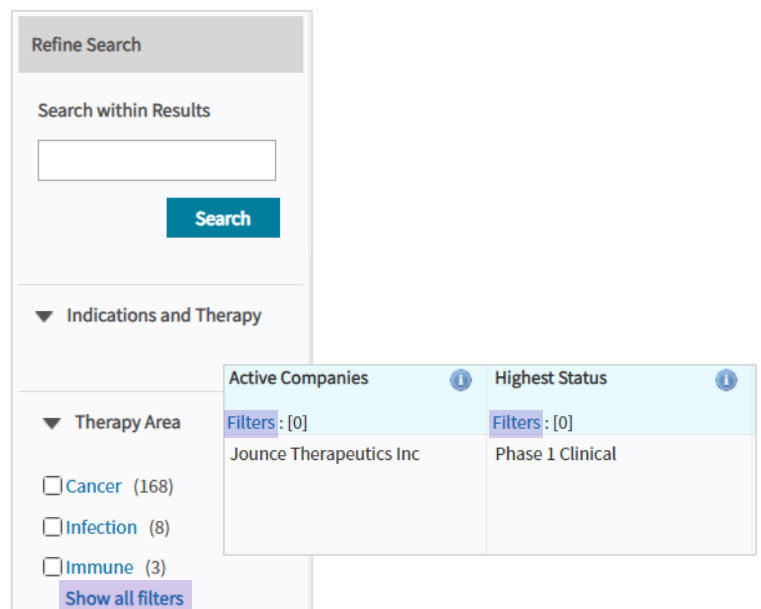 Refine Search
Search within Results
Search
Indications and Therapy
Active Companies
Highest Status
Filters : [0]
Filters : [0]
Jounce Therapeutics Inc
Phase 1 Clinical
Therapy Area
Cancer (168)
Infection (8)
Immune (3)
Show all filters